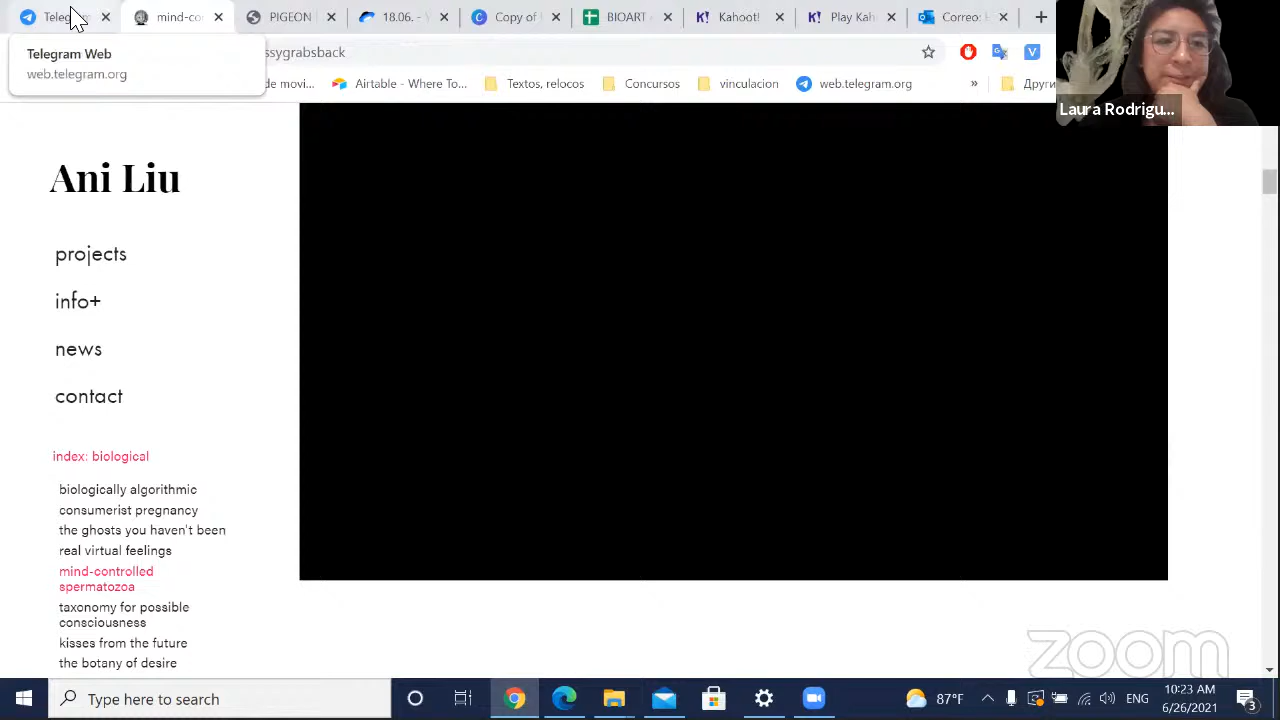 Teleg
mind-co
PIGEON
18.06. -
Copy of
BIOART
Kahoot!
Play Kah
Correo:
Telegram Web
web.telegram.org
ssygrabsback
de movi...
Airtable - Where To...
Textos, relocos
Concursos
vinculacion
web.telegram.org
»
Други
Laura Rodrigu...
Ani Liu
projects
info+
news
contact
index: biological
biologically algorithmic
consumerist pregnancy
the ghosts you haven't been
real virtual feelings
mind-controlled
spermatozoa
taxonomy for possible
consciousness
kisses from the future
the botany of desire
zoom
Type here to search
87°F
ENG
10:23 AM
6/26/2021
3